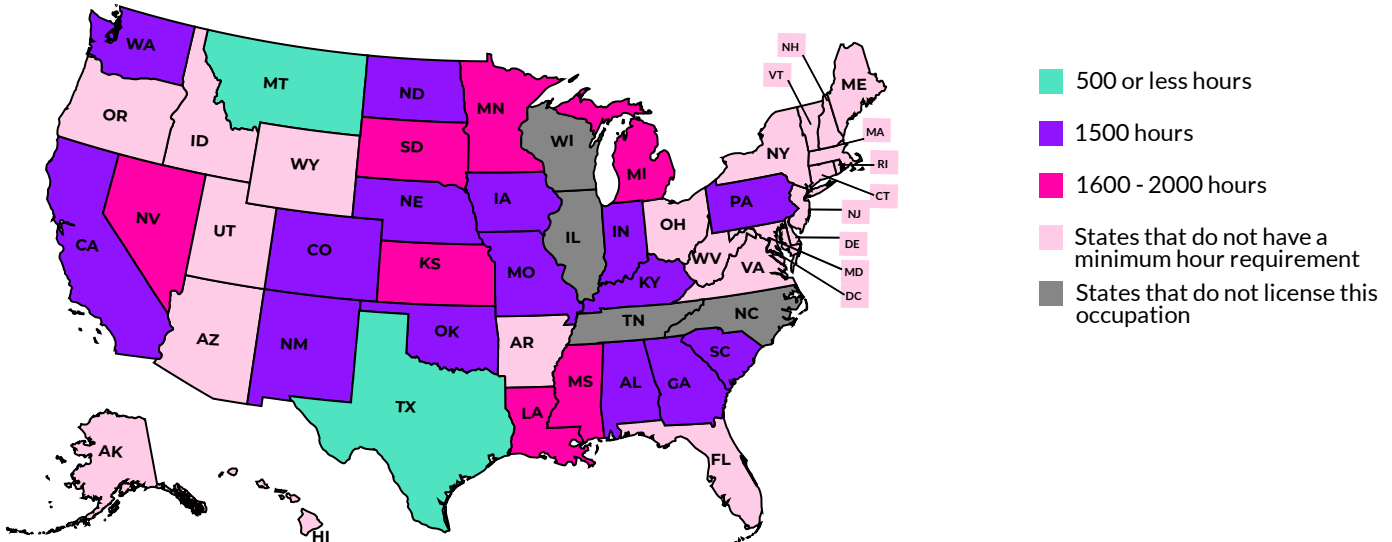 WA
MT
ND
MN
OR
ID
WY
SD
WI
MI
NH
VT
ME
MA
NY
RI
CT
NJ
DE
MD
DC
NV
UT
CO
NE
IA
IL
IN
OH
PA
CA
KS
MO
KY
WV
VA
AZ
NM
OK
AR
TN
NC
TX
LA
MS
AL
GA
SC
FL
AK
HI
500 or less hours
1500 hours
1600 - 2000 hours
States that do not have a
minimum hour requirement
States that do not license this
occupation